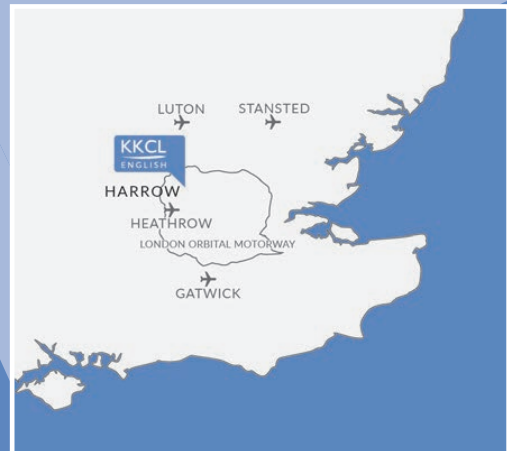 LUTON
STANSTED
KKCL
ENGLISH
HARROW
HEATHROW
LONDON ORBITAL MOTORWAY
GATWICK